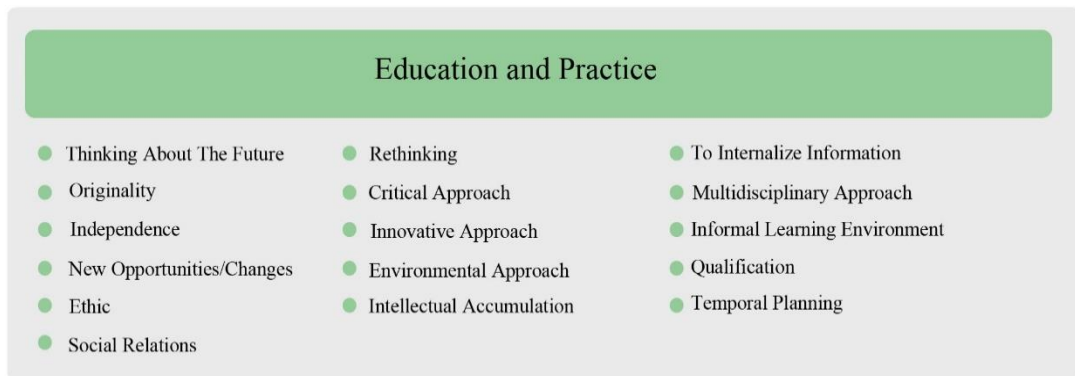 Education and Practice
Thinking About The Future
Originality
Independence
New Opportunities/Changes
Ethic
Social Relations
Rethinking
Critical Approach
Innovative Approach
Environmental Approach
Intellectual Accumulation
To Internalize Information
Multidisciplinary Approach
Informal Learning Environment
Qualification
Temporal Planning